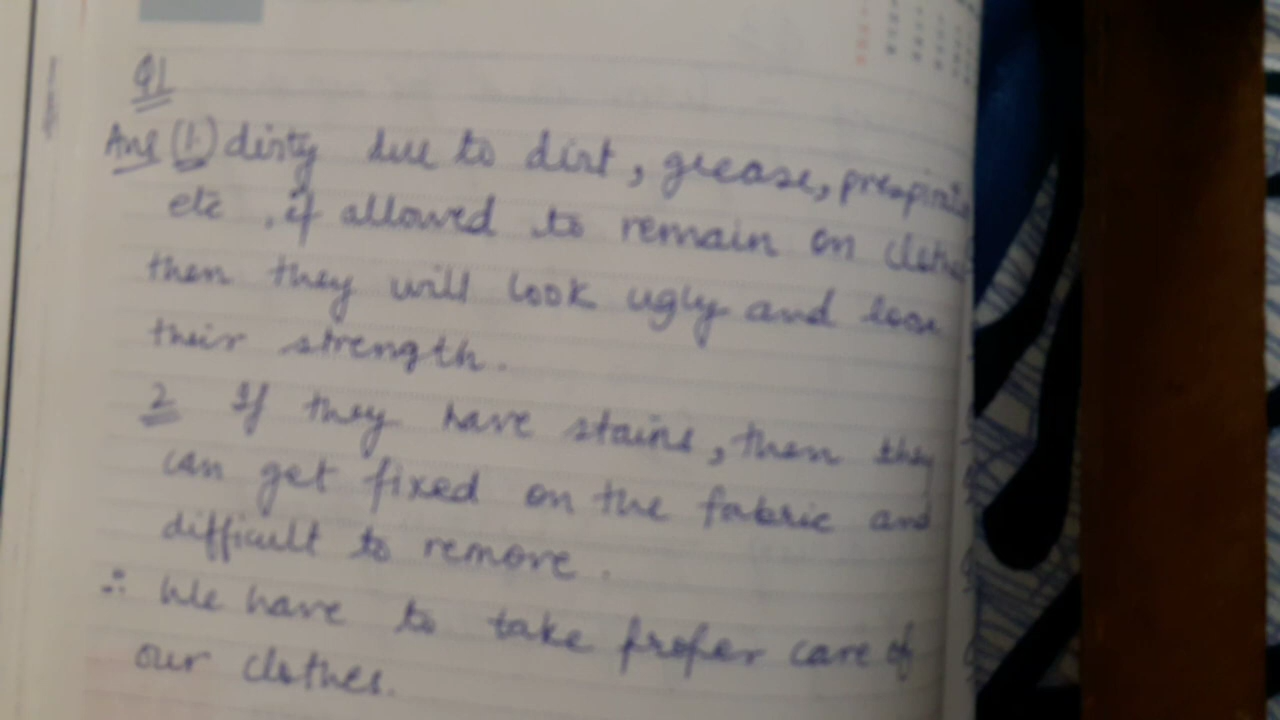 Q1
Ans (1.) dirty due to dirt, grease,
etc, if allowed to remain on
then they will look ugly and loose
their strength.
2 If they have stains, then they
can get fixed on the fabric and
difficult to remove.
∴ We have to take proper care of
our clothes.